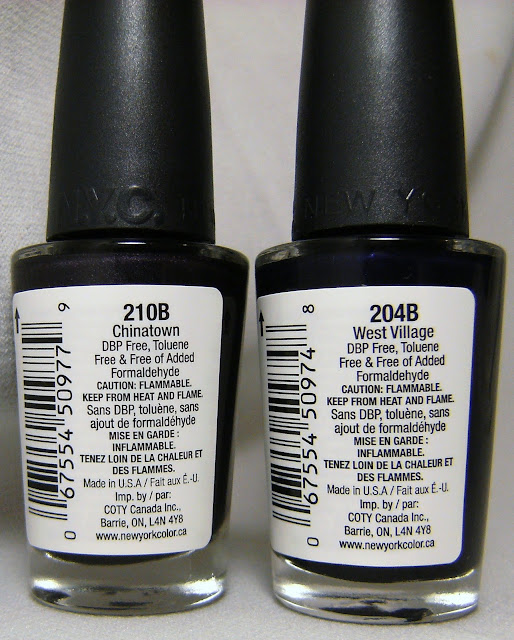 N.Y.C.
NEW YOR
210B
Chinatown
DBP Free, Toluene
Free & Free of Added
Formaldehyde
CAUTION: FLAMMABLE.
KEEP FROM HEAT AND FLAME.
Sans DBP, toluène, sans
ajout de formaldéhyde
MISE EN GARDE :
INFLAMMABLE.
TENEZ LOIN DE LA CHALEUR ET
DES FLAMMES.
Made in U.S.A / Fait aux É.-U.
Imp. by / par:
COTY Canada Inc.,
Barrie, ON, L4N 4Y8
www.newyorkcolor.ca
0 67554 50977 9
204B
West Village
DBP Free, Toluene
Free & Free of Added
Formaldehyde
CAUTION: FLAMMABLE.
KEEP FROM HEAT AND FLAME.
Sans DBP, toluène, sans
ajout de formaldéhyde
MISE EN GARDE :
INFLAMMABLE.
TENEZ LOIN DE LA CHALEUR ET
DES FLAMMES.
Made in U.S.A / Fait aux É.-U.
Imp. by / par:
COTY Canada Inc.,
Barrie, ON, L4N 4Y8
www.newyorkcolor.ca
0 67554 50974 8